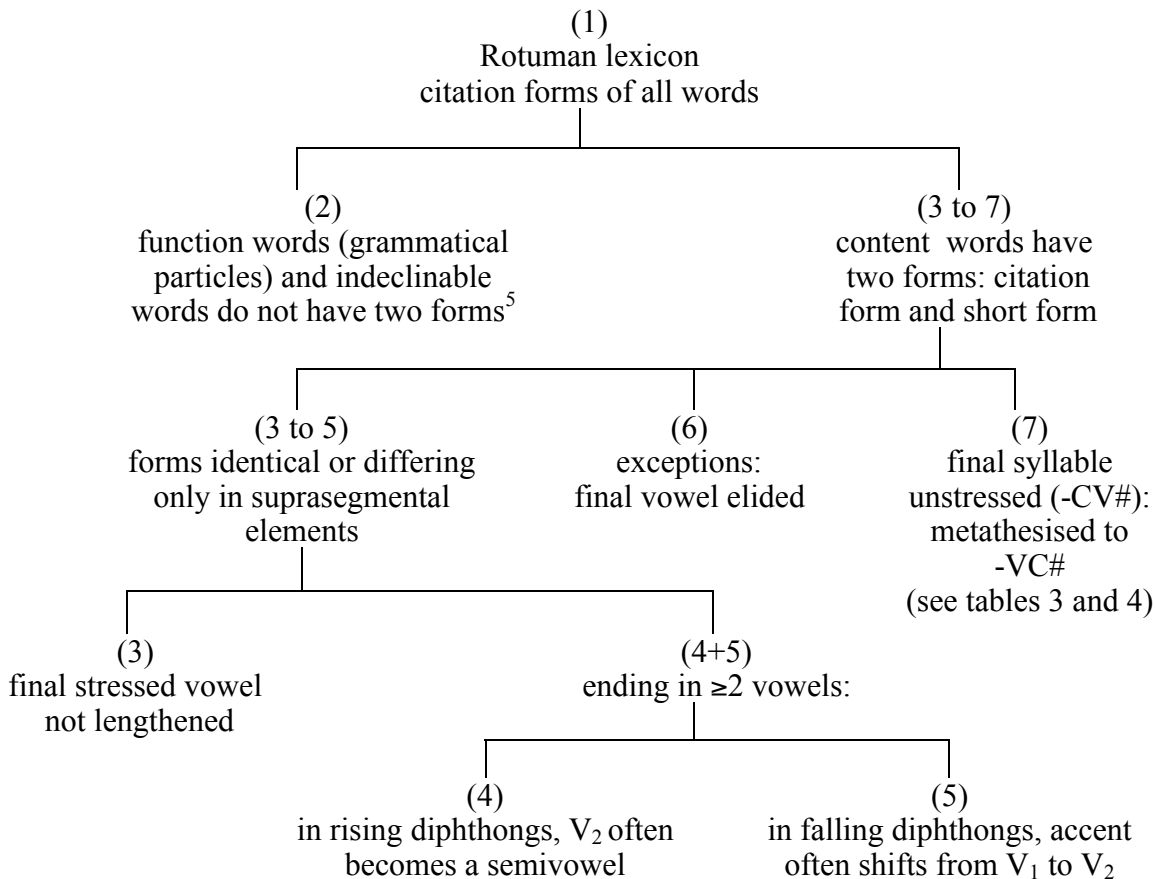 (1)
Rotuman lexicon
citation forms of all words
(2)
function words (grammatical
particles) and indeclinable
words do not have two forms⁵
(3 to 7)
content words have
two forms: citation
form and short form
(3 to 5)
forms identical or differing
only in suprasegmental
elements
(6)
exceptions:
final vowel elided
(7)
final syllable
unstressed (-CV#):
metathesised to
-VC#
(see tables 3 and 4)
(3)
final stressed vowel
not lengthened
(4+5)
ending in ≥2 vowels:
(4)
in rising diphthongs, V₂ often
becomes a semivowel
(5)
in falling diphthongs, accent
often shifts from V₁ to V₂